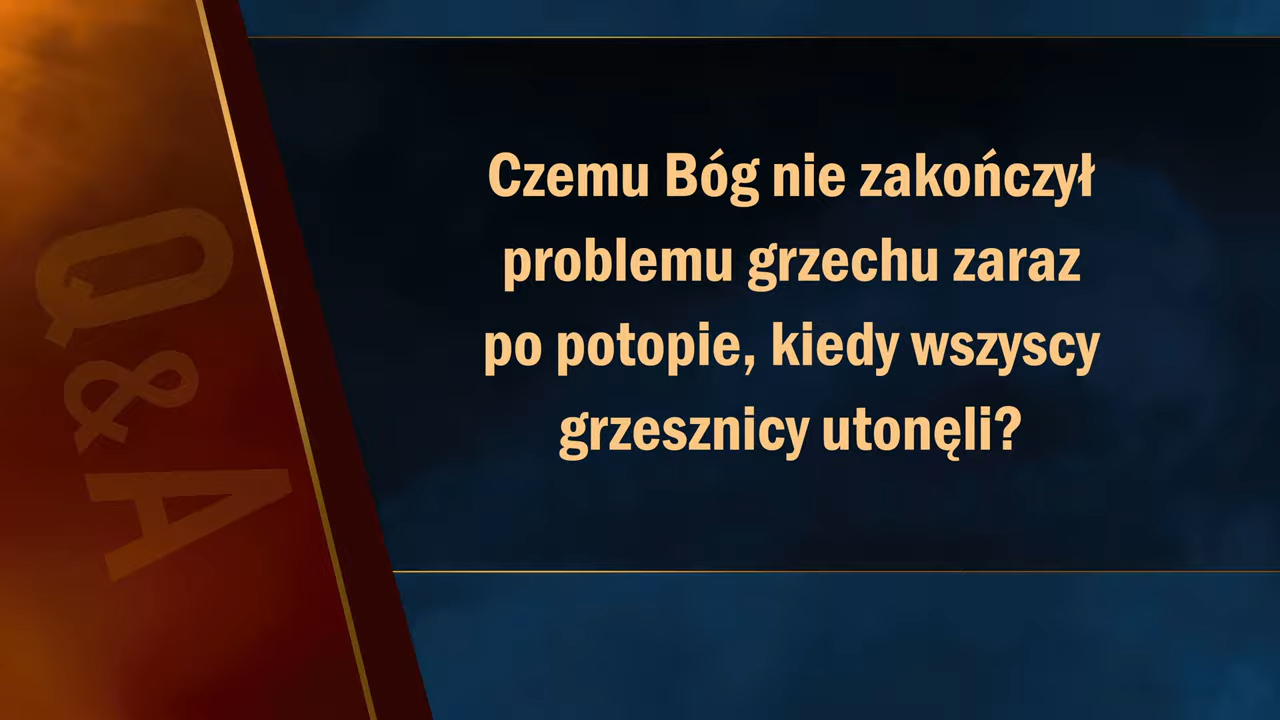 Q&A
Czemu Bóg nie zakończył
problemu grzechu zaraz
po potopie, kiedy wszyscy
grzesznicy utonęli?